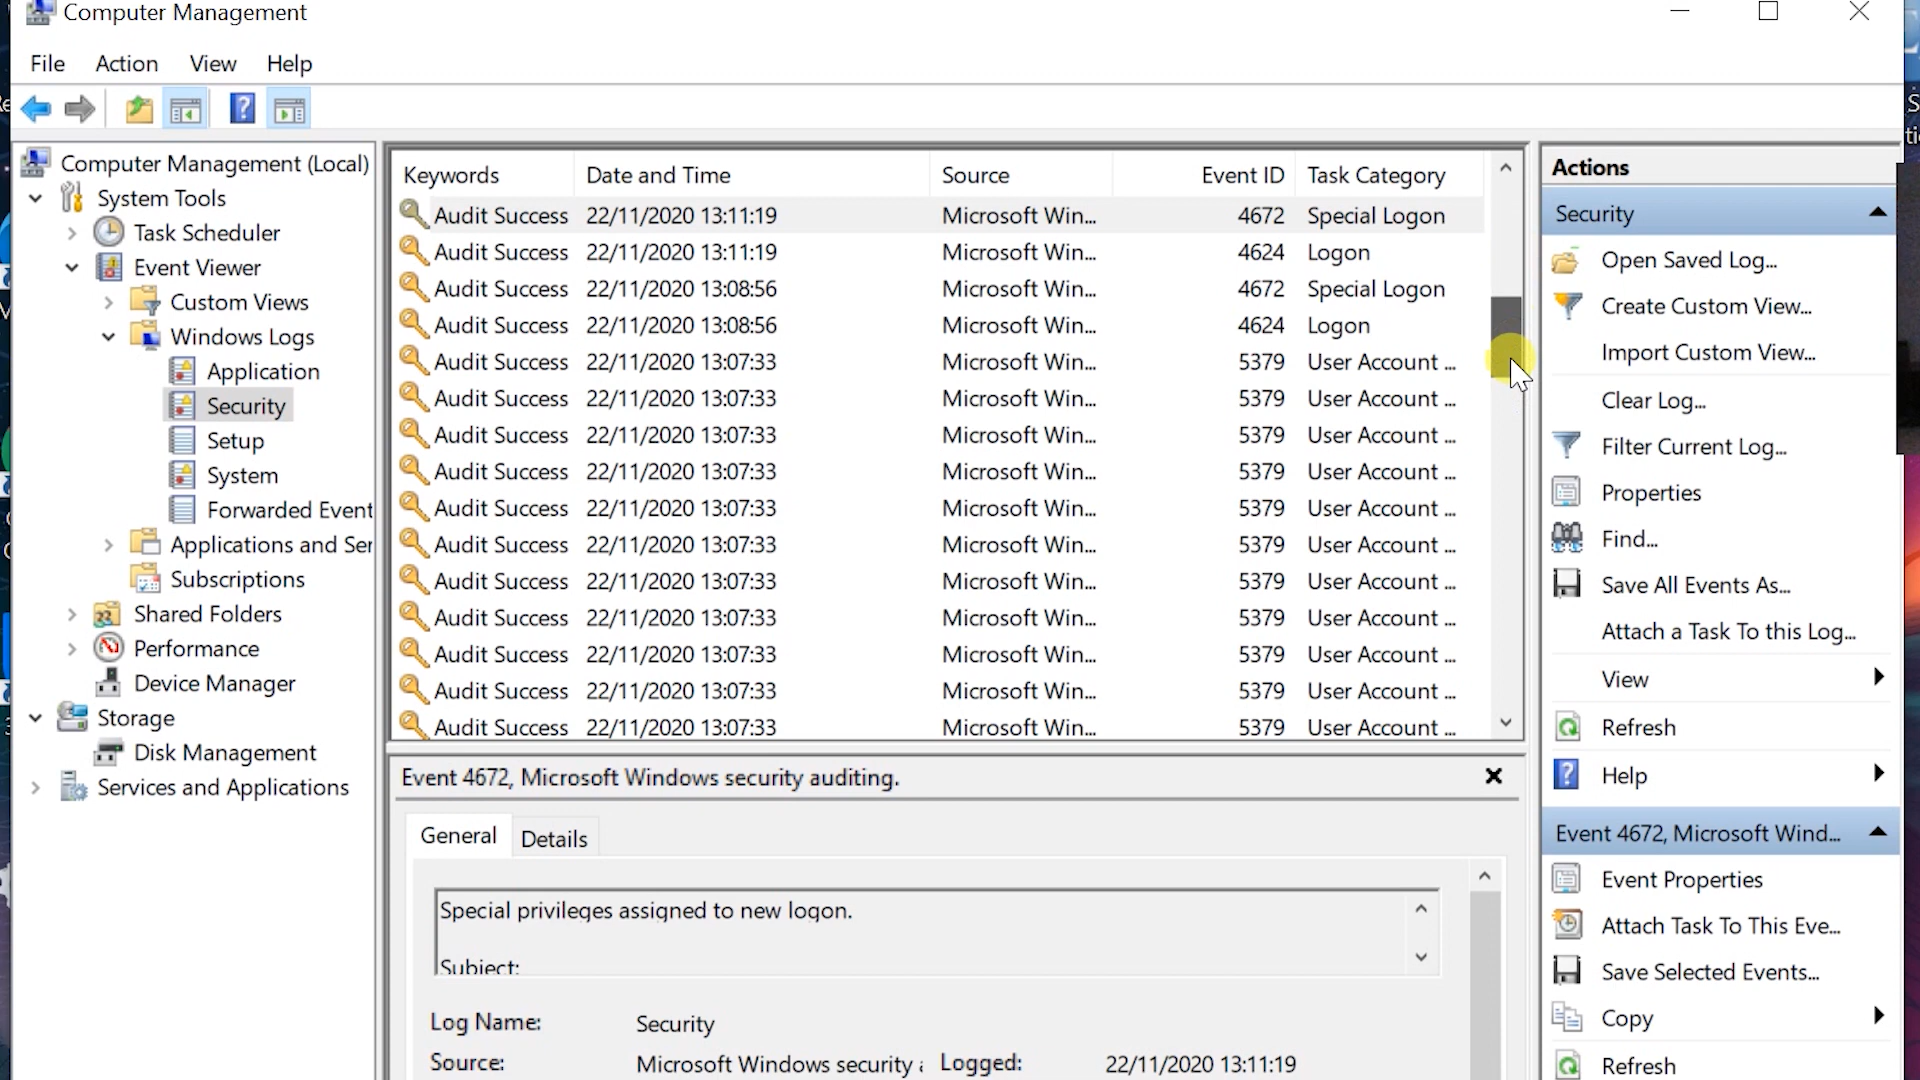 Computer Management
File Action View Help
Computer Management (Local)
System Tools
Task Scheduler
Event Viewer
Custom Views
Windows Logs
Application
Security
Setup
System
Forwarded Event
Applications and Ser
Subscriptions
Shared Folders
Performance
Device Manager
Storage
Disk Management
Services and Applications
Keywords Date and Time Source Event ID Task Category
Audit Success 22/11/2020 13:11:19 Microsoft Win... 4672 Special Logon
Audit Success 22/11/2020 13:11:19 Microsoft Win... 4624 Logon
Audit Success 22/11/2020 13:08:56 Microsoft Win... 4672 Special Logon
Audit Success 22/11/2020 13:08:56 Microsoft Win... 4624 Logon
Audit Success 22/11/2020 13:07:33 Microsoft Win... 5379 User Account ...
Audit Success 22/11/2020 13:07:33 Microsoft Win... 5379 User Account ...
Audit Success 22/11/2020 13:07:33 Microsoft Win... 5379 User Account ...
Audit Success 22/11/2020 13:07:33 Microsoft Win... 5379 User Account ...
Audit Success 22/11/2020 13:07:33 Microsoft Win... 5379 User Account ...
Audit Success 22/11/2020 13:07:33 Microsoft Win... 5379 User Account ...
Audit Success 22/11/2020 13:07:33 Microsoft Win... 5379 User Account ...
Audit Success 22/11/2020 13:07:33 Microsoft Win... 5379 User Account ...
Audit Success 22/11/2020 13:07:33 Microsoft Win... 5379 User Account ...
Audit Success 22/11/2020 13:07:33 Microsoft Win... 5379 User Account ...
Audit Success 22/11/2020 13:07:33 Microsoft Win... 5379 User Account ...
Event 4672, Microsoft Windows security auditing.
General Details
Special privileges assigned to new logon.
Subject:
Log Name: Security
Source: Microsoft Windows security Logged: 22/11/2020 13:11:19
Actions
Security
Open Saved Log...
Create Custom View...
Import Custom View...
Clear Log...
Filter Current Log...
Properties
Find...
Save All Events As...
Attach a Task To this Log...
View
Refresh
Help
Event 4672, Microsoft Wind...
Event Properties
Attach Task To This Eve...
Save Selected Events...
Copy
Refresh